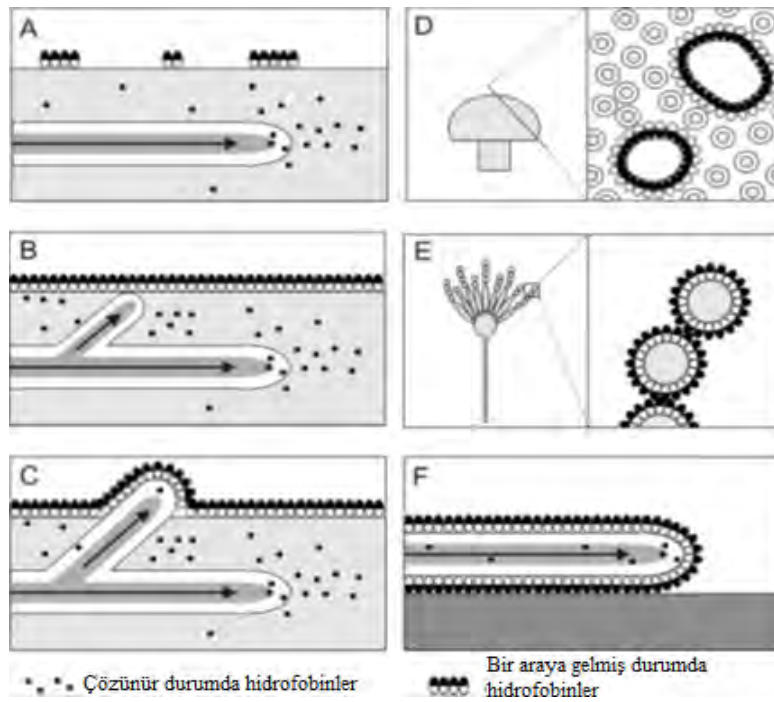 A
D
B
E
C
F
Çözünür durumda hidrofobinler
Bir araya gelmiş durumda
hidrofobinler